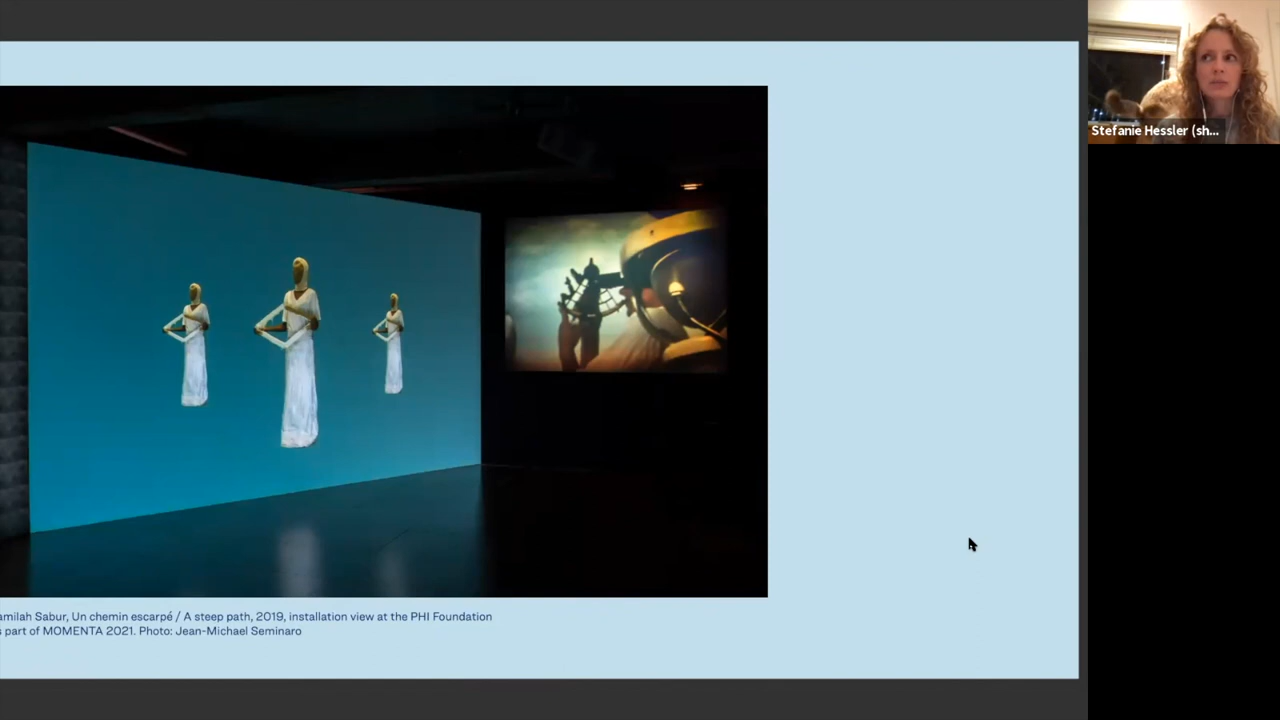 Stefanie Hessler (sh...
amilah Sabur, Un chemin escarpé / A steep path, 2019, installation view at the PHI Foundation
s part of MOMENTA 2021. Photo: Jean-Michael Seminaro